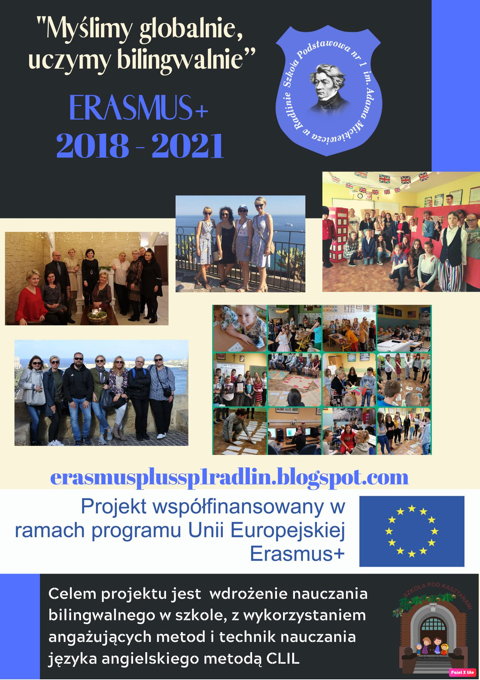 "Myślimy globalnie,
uczymy bilingwalnie"
ERASMUS+
2018 - 2021
Szkoła Podstawowa nr 1 im. Adama Mickiewicza w Radlinie
erasmusplussp1radlin.blogspot.com
Projekt współfinansowany w
ramach programu Unii Europejskiej
Erasmus+
Celem projektu jest wdrożenie nauczania
bilingwalnego w szkole, z wykorzystaniem
angażujących metod i technik nauczania
języka angielskiego metodą CLIL